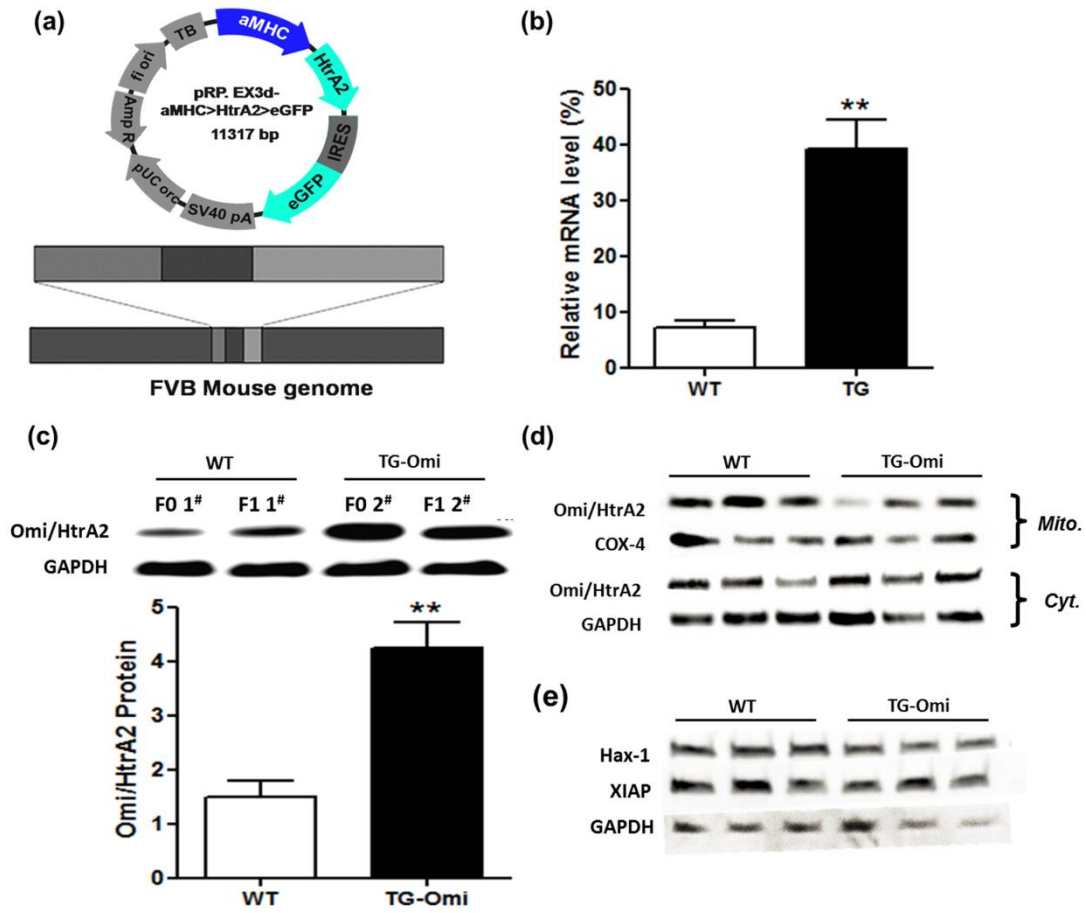 (a)
TB
aMHC
HtrA2
IRES
eGFP
SV40 pA
pUC orc
Amp R
fi ori
pRP. EX3d-
aMHC>HtrA2>eGFP
11317 bp
FVB Mouse genome
(b)
Relative mRNA level (%)
50
40
30
20
10
0
**
WT TG
(c)
WT TG-Omi
F0 1# F1 1# F0 2# F1 2#
Omi/HtrA2
GAPDH
Omi/HtrA2 Protein
5
4
3
2
1
0
**
WT TG-Omi
(d)
WT TG-Omi
Omi/HtrA2
COX-4
Mito.
Omi/HtrA2
GAPDH
Cyt.
(e)
WT TG-Omi
Hax-1
XIAP
GAPDH